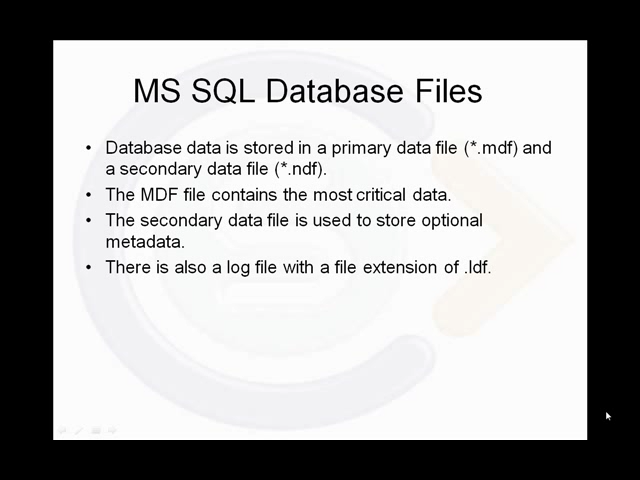 MS SQL Database Files
• Database data is stored in a primary data file (*.mdf) and
a secondary data file (*.ndf).
• The MDF file contains the most critical data.
• The secondary data file is used to store optional
metadata.
• There is also a log file with a file extension of .ldf.